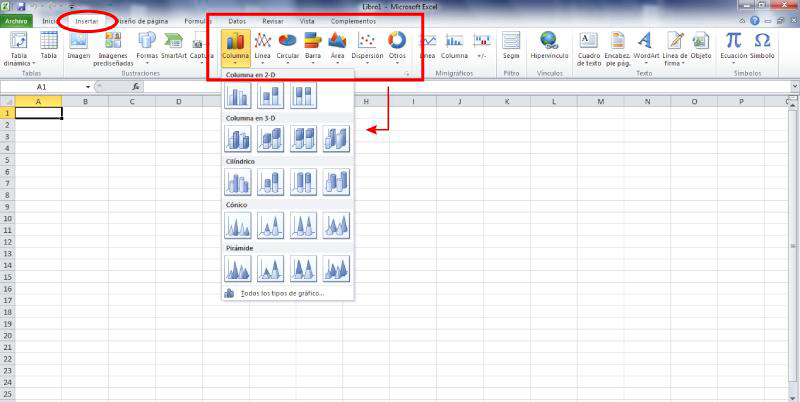 Libro1 - Microsoft Excel
Archivo Inicio Insertar Diseño de página Fórmulas Datos Revisar Vista Complementos
Tabla dinámica Tabla Imagen Imágenes prediseñadas Formas SmartArt Captura Columna Línea Circular Barra Área Dispersión Otros Línea Columna +/- Hipervínculo Cuadro de texto Encabez. pie pág. WordArt Línea de firma Objeto Ecuación Símbolo
Tablas Ilustraciones Minigráficos Filtro Vínculos Texto Símbolos
A1 fx
A B C D H I J K L M N O P
Columna en 2-D
Columna en 3-D
Cilíndrico
Cónico
Pirámide
Todos los tipos de gráfico...
1
2
3
4
5
6
7
8
9
10
11
12
13
14
15
16
17
18
19
20
21
22
23
24
25